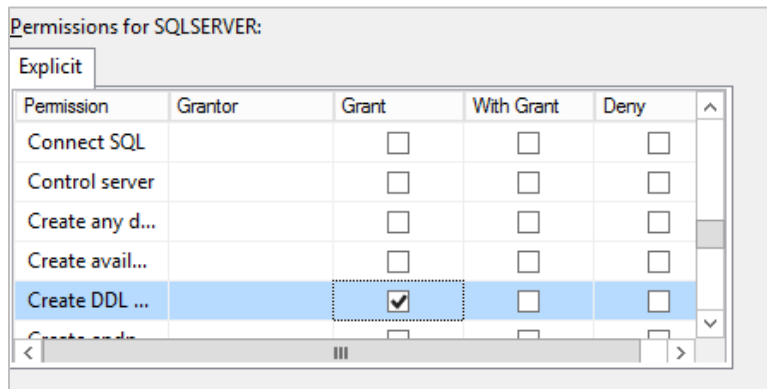 Permissions for SQLSERVER:
Explicit
Permission Grantor Grant With Grant Deny
Connect SQL
Control server
Create any d...
Create avail...
Create DDL ...